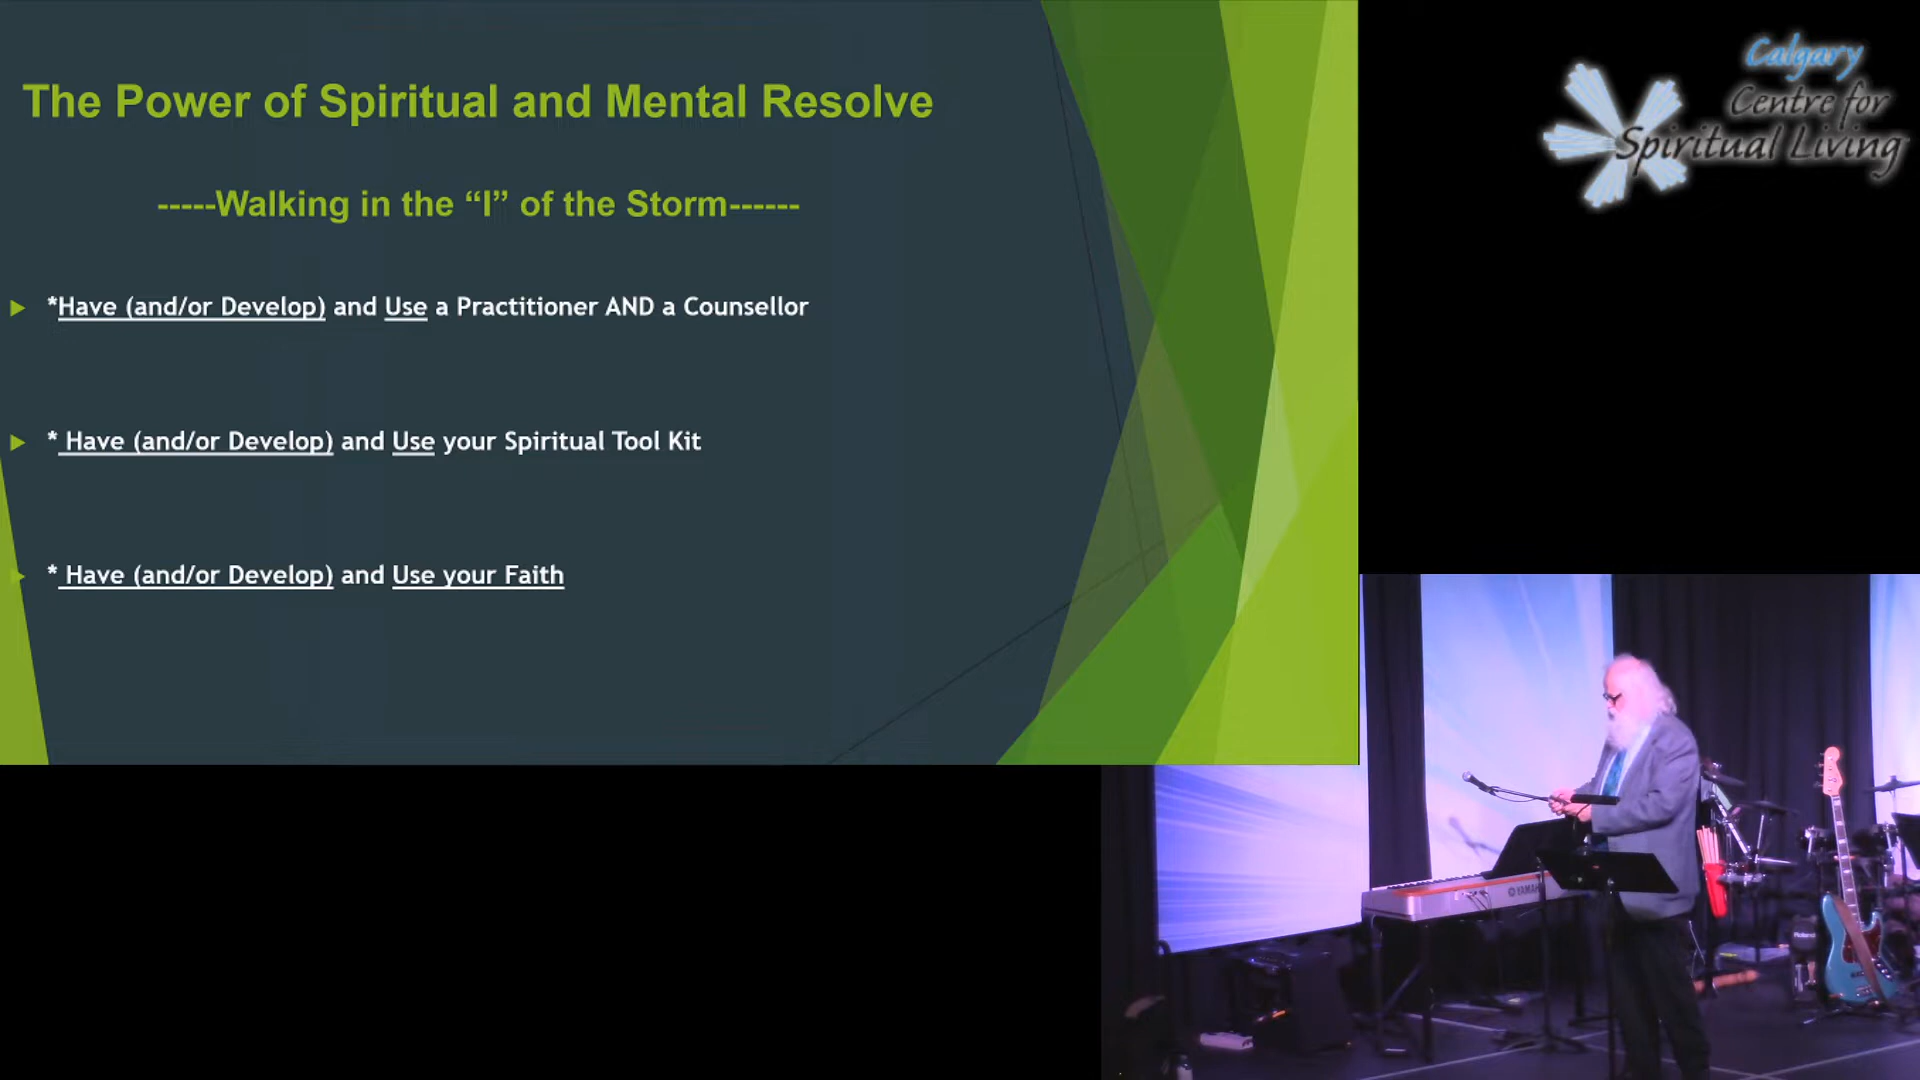 The Power of Spiritual and Mental Resolve
-----Walking in the “I” of the Storm------
*Have (and/or Develop) and Use a Practitioner AND a Counsellor
* Have (and/or Develop) and Use your Spiritual Tool Kit
* Have (and/or Develop) and Use your Faith
Calgary
Centre for
Spiritual Living
YAMAH
Roland